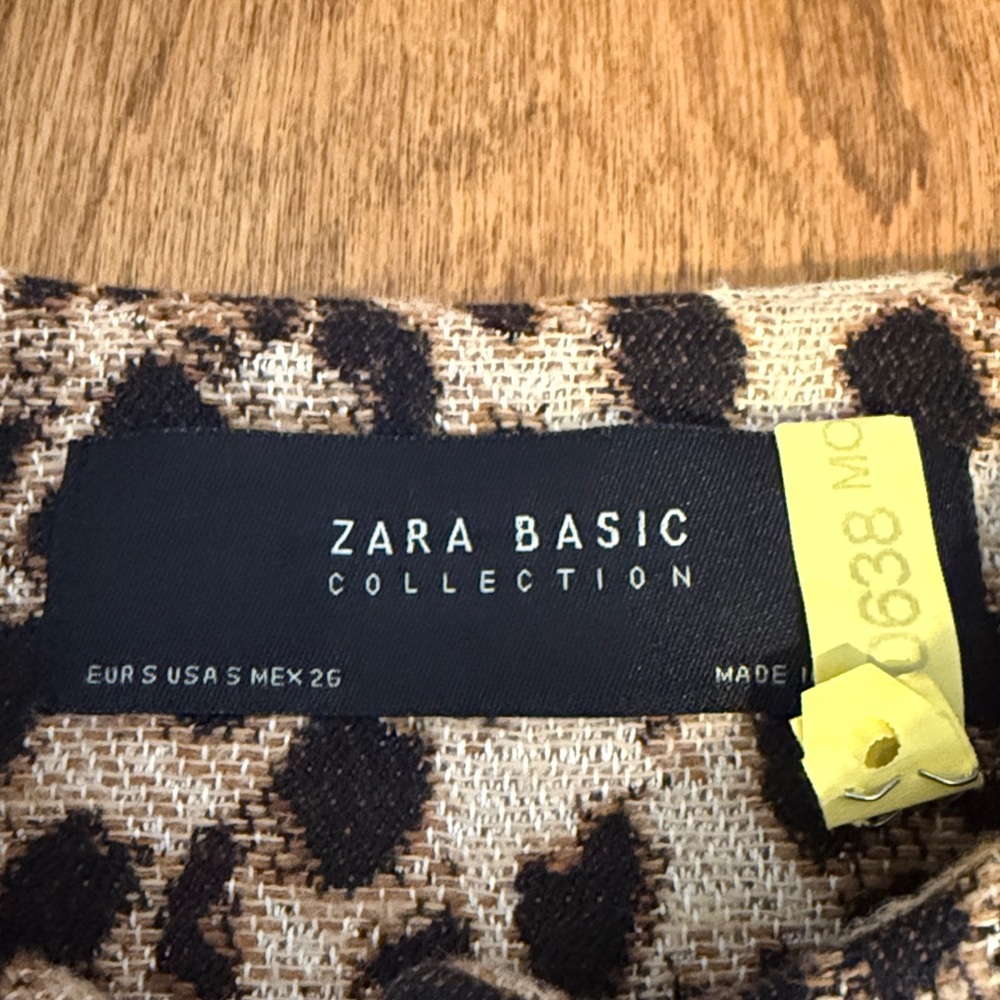 ZARA BASIC
COLLECTION
EUR S USA S MEX 26
MADE
0638 MO